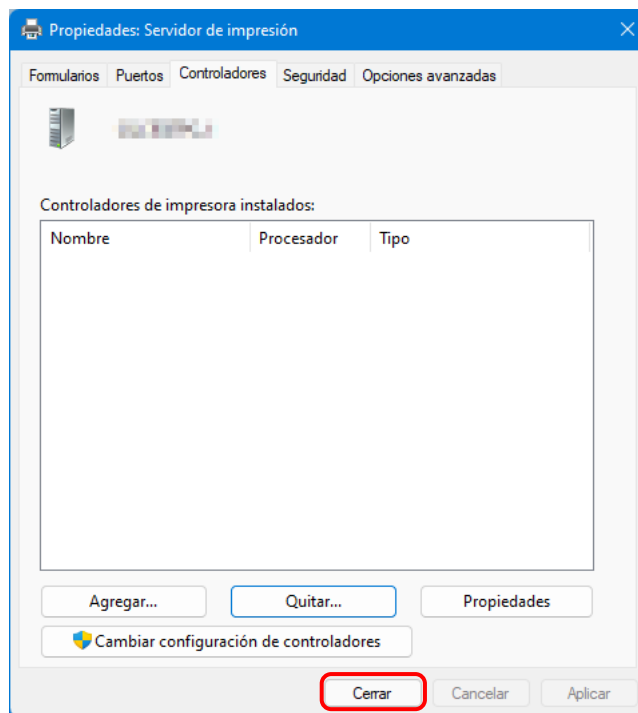 Propiedades: Servidor de impresión
Formularios Puertos Controladores Seguridad Opciones avanzadas
Controladores de impresora instalados:
Nombre Procesador Tipo
Agregar... Quitar... Propiedades
Cambiar configuración de controladores
Cerrar Cancelar Aplicar